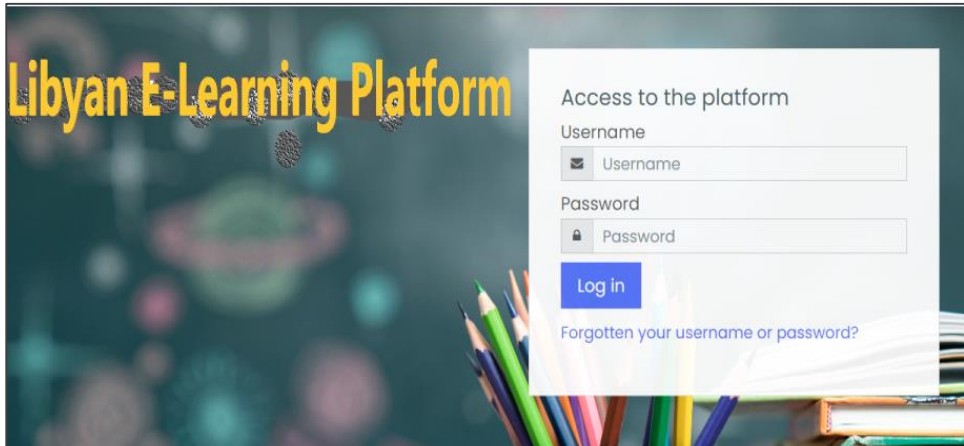 Libyan E-Learning Platform
Access to the platform
Username
Username
Password
Password
Log in
Forgotten your username or password?